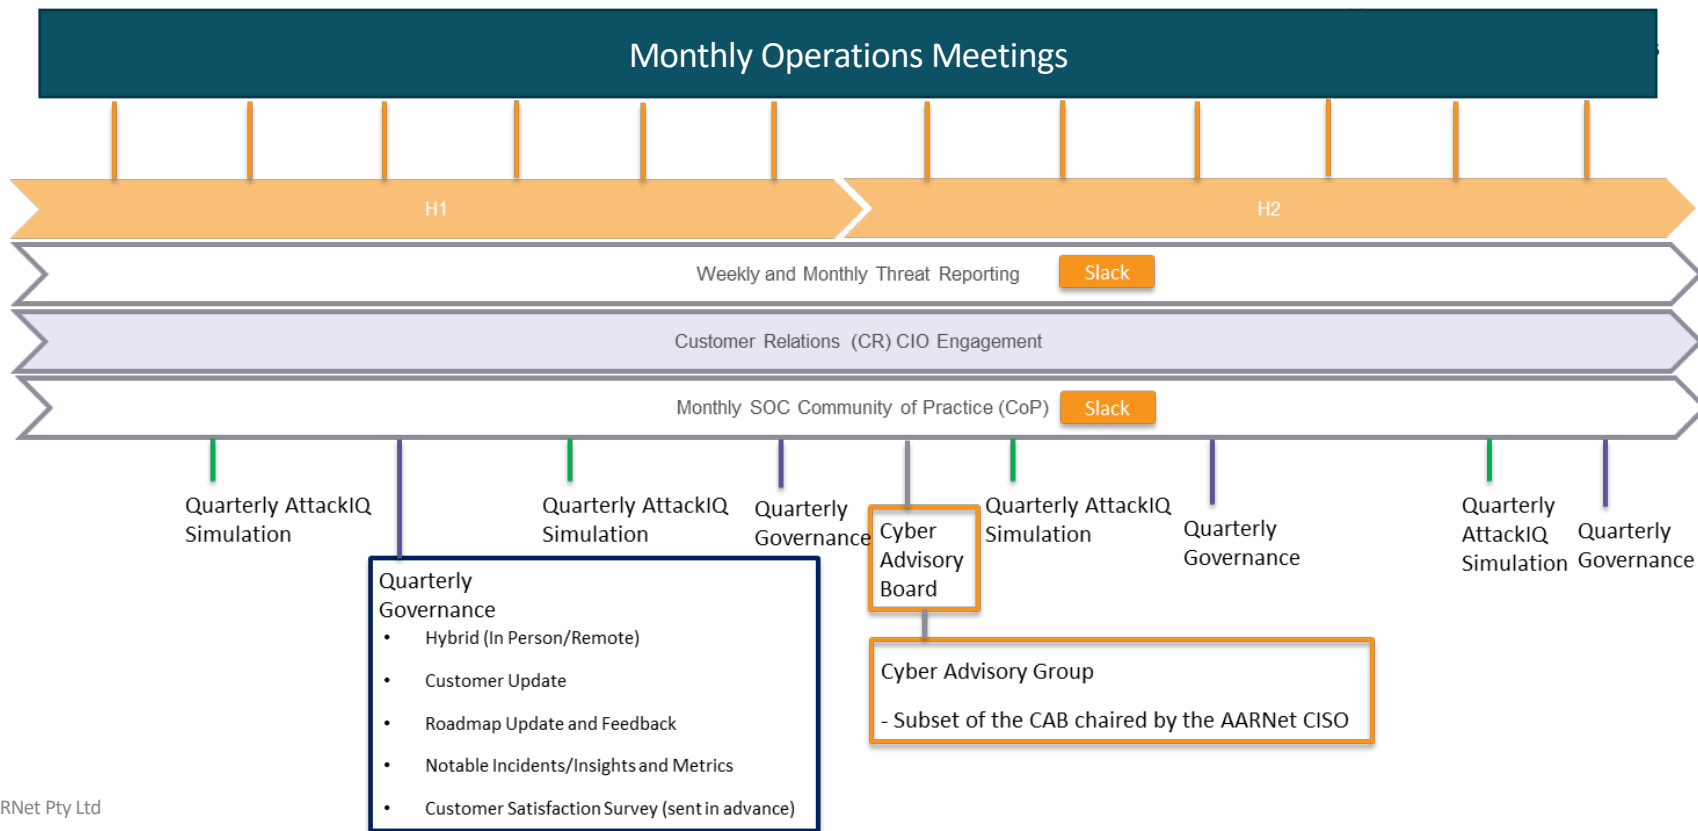 Monthly Operations Meetings
H1
H2
Weekly and Monthly Threat Reporting
Slack
Customer Relations (CR) CIO Engagement
Monthly SOC Community of Practice (CoP)
Slack
Quarterly AttackIQ
Simulation
Quarterly AttackIQ
Simulation
Quarterly
Governance
Cyber
Advisory
Board
Quarterly AttackIQ
Simulation
Quarterly
Governance
Quarterly
AttackIQ
Simulation
Quarterly
Governance
Quarterly
Governance
• Hybrid (In Person/Remote)
• Customer Update
• Roadmap Update and Feedback
• Notable Incidents/Insights and Metrics
• Customer Satisfaction Survey (sent in advance)
Cyber Advisory Group
- Subset of the CAB chaired by the AARNet CISO
RNet Pty Ltd